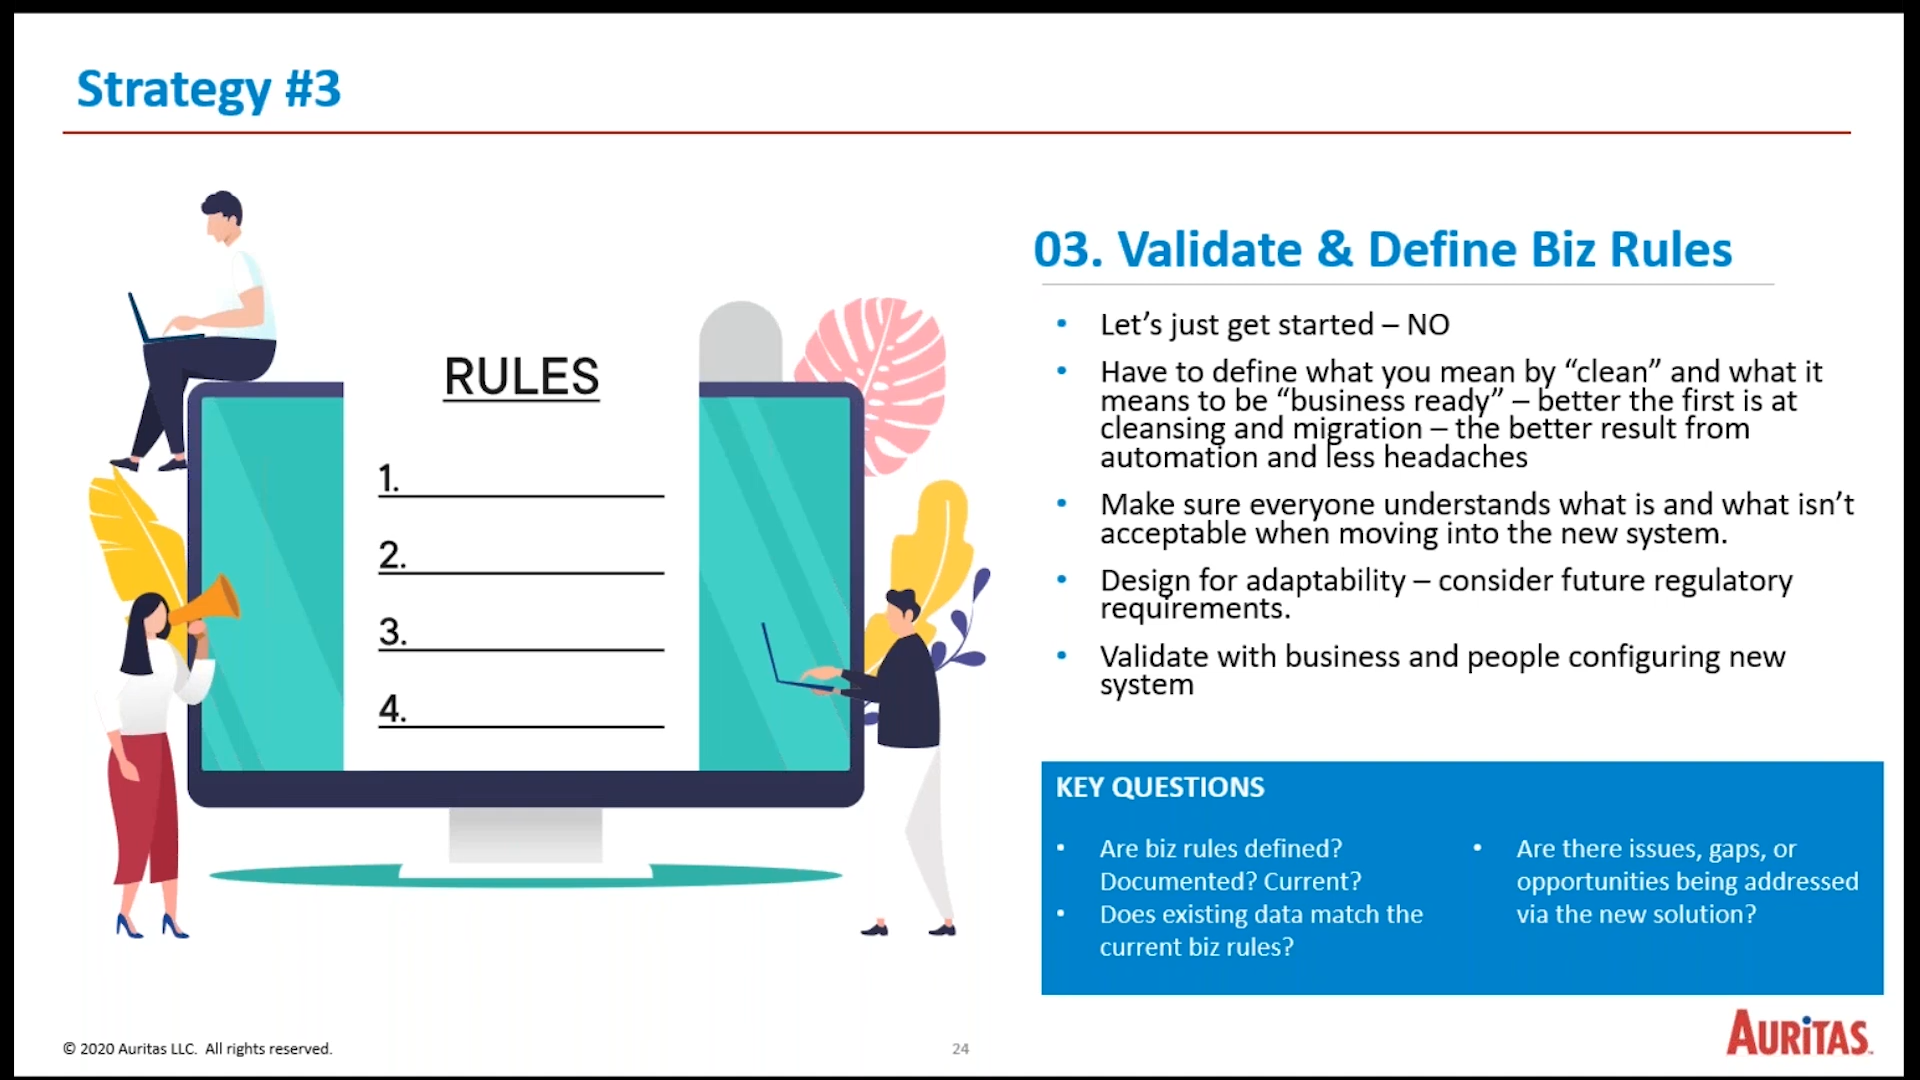 Strategy #3
RULES
1.
2.
3.
4.
03. Validate & Define Biz Rules
• Let’s just get started – NO
• Have to define what you mean by “clean” and what it
means to be “business ready” – better the first is at
cleansing and migration – the better result from
automation and less headaches
• Make sure everyone understands what is and what isn’t
acceptable when moving into the new system.
• Design for adaptability – consider future regulatory
requirements.
• Validate with business and people configuring new
system
KEY QUESTIONS
• Are biz rules defined?
Documented? Current?
• Does existing data match the
current biz rules?
• Are there issues, gaps, or
opportunities being addressed
via the new solution?
© 2020 Auritas LLC. All rights reserved.
24
AURiTAS